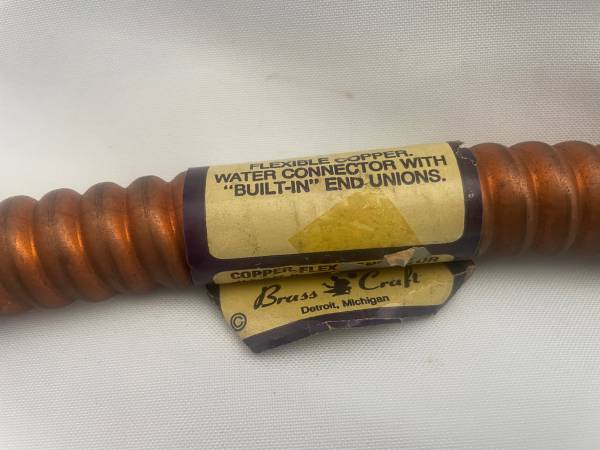 FLEXIBLE COPPER.
WATER CONNECTOR WITH
"BUILT-IN" END UNIONS.
COPPER-FLEX
Brass Craft
Detroit, Michigan
©